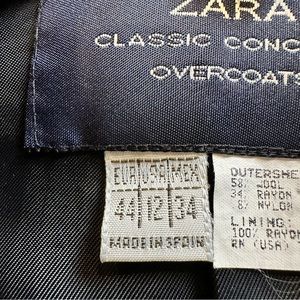 ZARA
CLASSIC CONC
OVERCOATS
EUR USA MEX
44 12 34
MADE IN SPAIN
OUTERSHE
58% WOOL
34% RAYON
8% NYLON
LINING:
100% RAYON
RN (USA)